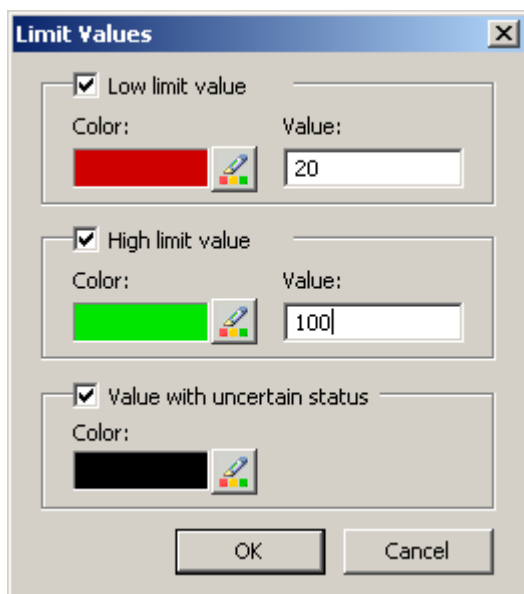 Limit Values
Low limit value
Color: Value:
20
High limit value
Color: Value:
100
Value with uncertain status
Color:
OK Cancel